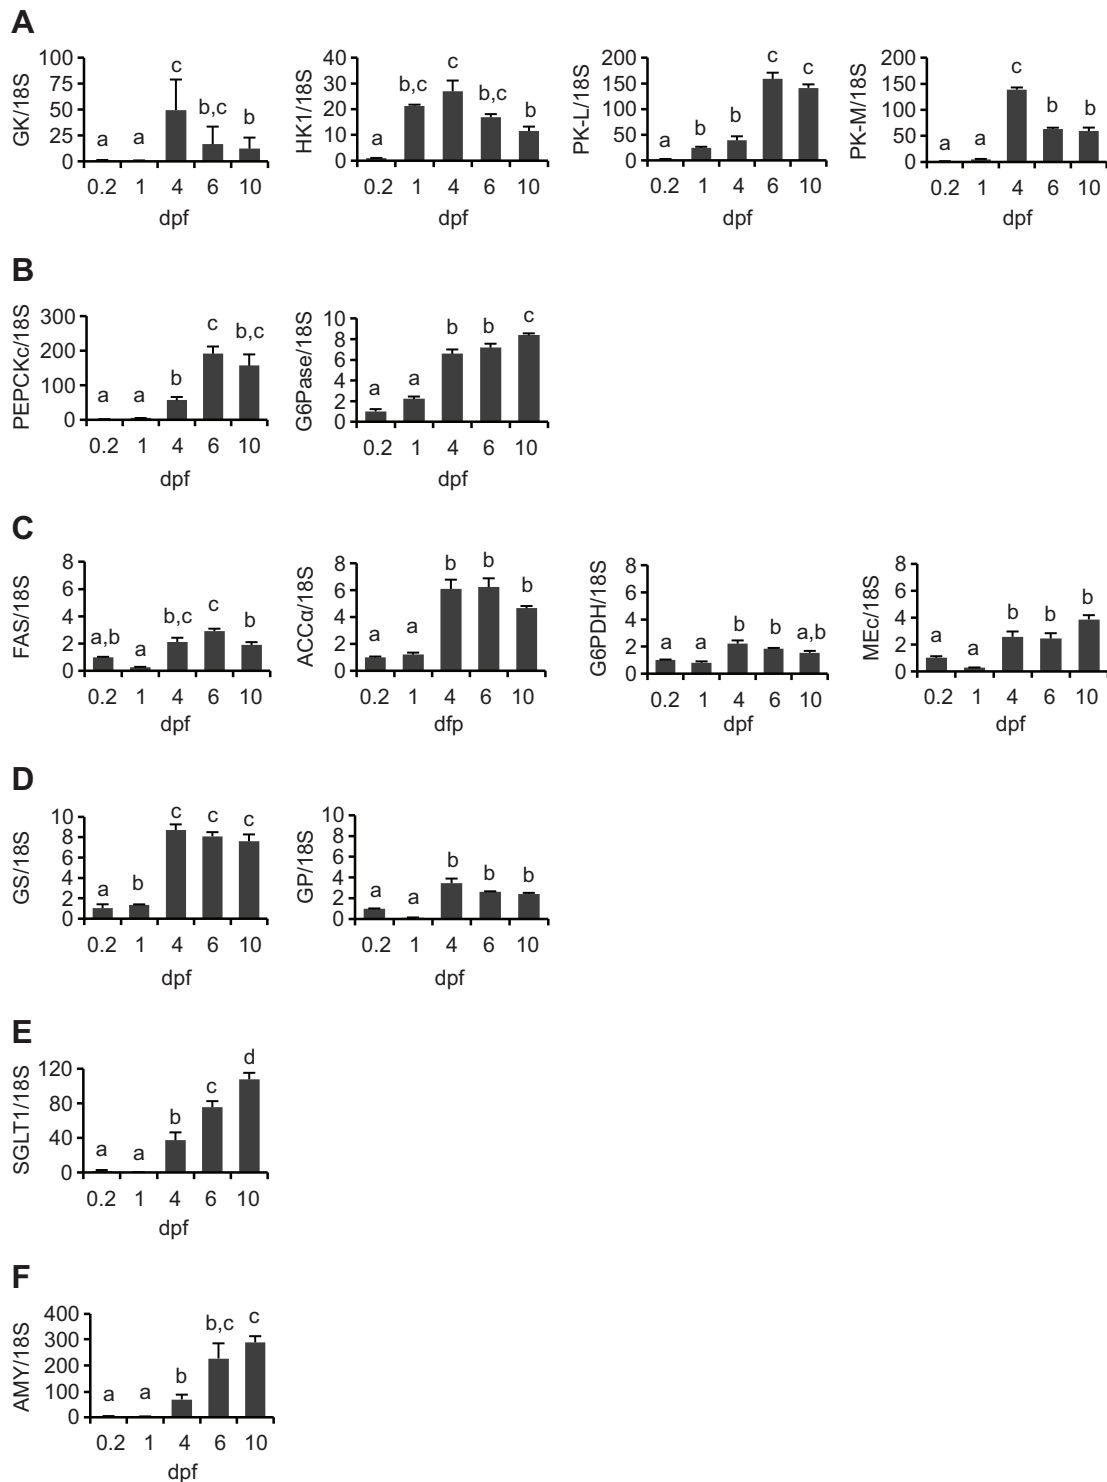 A
GK/18S
100
75
50
25
0
a a c b,c b
0.2 1 4 6 10
dpf
HK1/18S
40
30
20
10
0
a b,c c b,c b
0.2 1 4 6 10
dpf
PK-L/18S
200
150
100
50
0
a b b c c
0.2 1 4 6 10
dpf
PK-M/18S
200
150
100
50
0
a a c b b
0.2 1 4 6 10
dpf
B
PEPCKc/18S
300
200
100
0
a a b c b,c
0.2 1 4 6 10
dpf
G6Pase/18S
10
8
6
4
2
0
a a b b c
0.2 1 4 6 10
dpf
C
FAS/18S
8
6
4
2
0
a,b a b,c c b
0.2 1 4 6 10
dpf
ACCα/18S
8
6
4
2
0
a a b b b
0.2 1 4 6 10
dfp
G6PDH/18S
8
6
4
2
0
a a b b a,b
0.2 1 4 6 10
dpf
MEc/18S
8
6
4
2
0
a a b b b
0.2 1 4 6 10
dpf
D
GS/18S
10
8
6
4
2
0
a b c c c
0.2 1 4 6 10
dpf
GP/18S
10
8
6
4
2
0
a a b b b
0.2 1 4 6 10
dpf
E
SGLT1/18S
120
80
40
0
a a b c d
0.2 1 4 6 10
dpf
F
AMY/18S
400
300
200
100
0
a a b b,c c
0.2 1 4 6 10
dpf